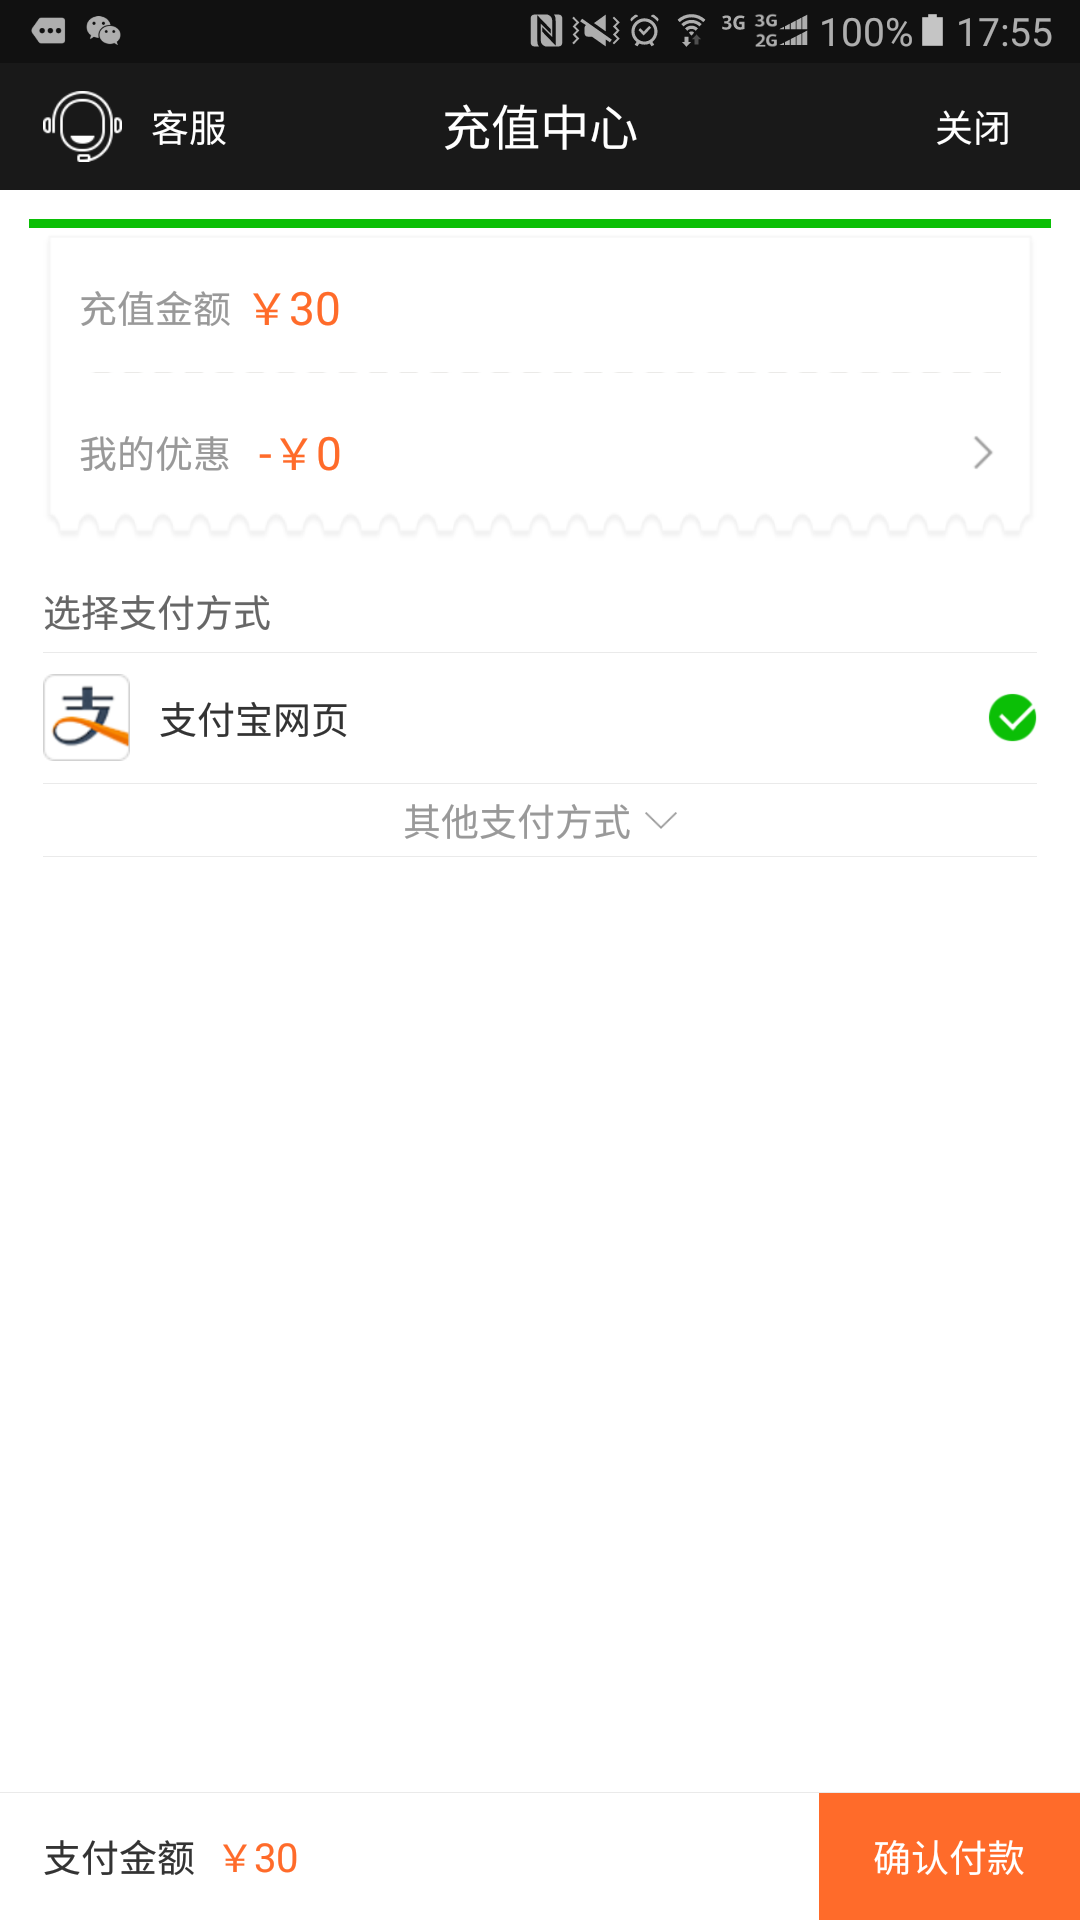 3G 3G 2G 100% 17:55
客服 充值中心 关闭
充值金额 ￥30
我的优惠 -￥0
选择支付方式
支 支付宝网页
其他支付方式
支付金额 ￥30 确认付款